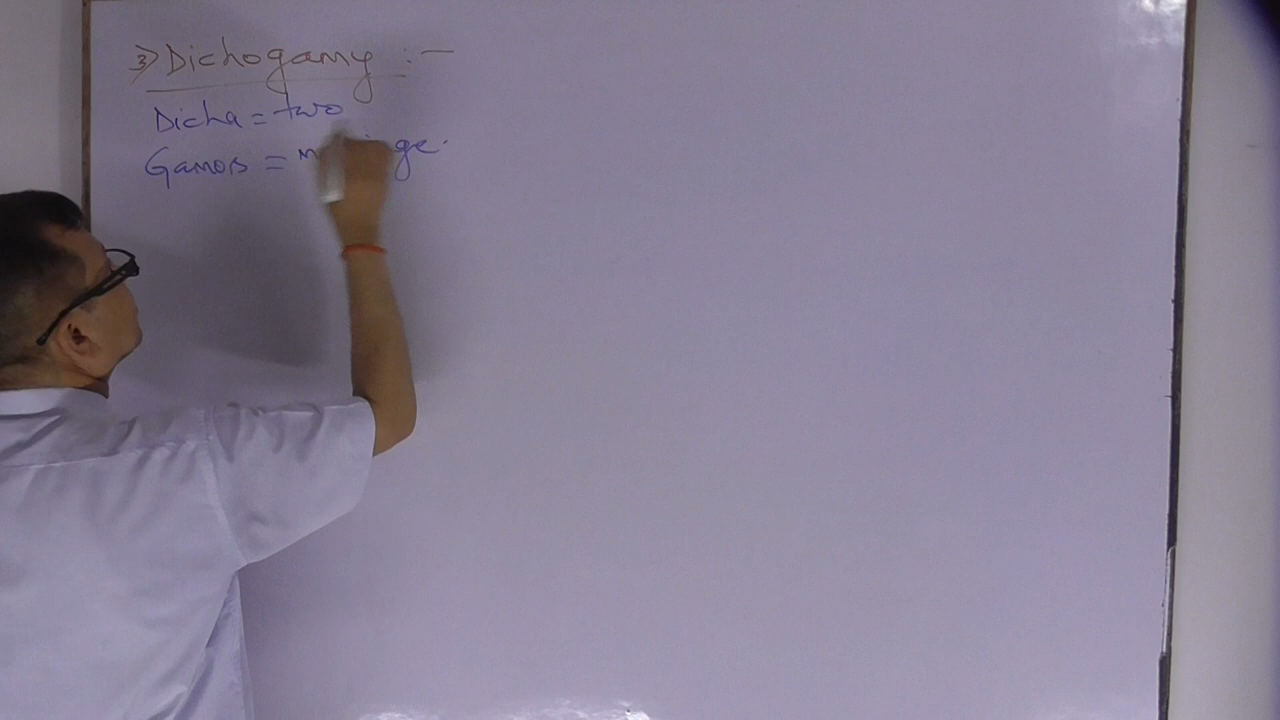 3) Dichogamy :-
Dicha = two
Gamos =